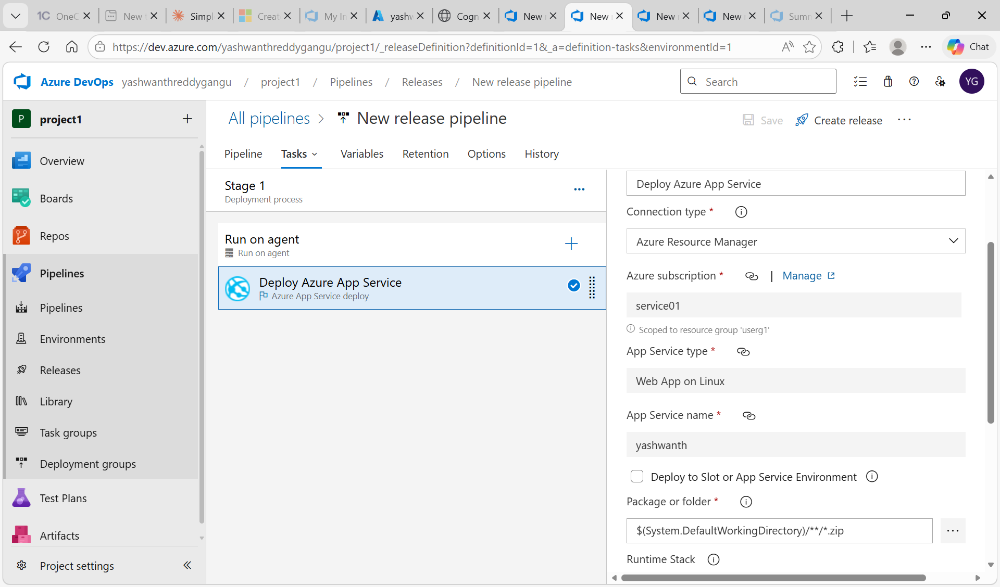 1C OneC
New t
Simpl
Creat
My In
yashw
Cogn
New r
New r
New r
New r
Summ
https://dev.azure.com/yashwanthreddygangu/project1/_releaseDefinition?definitionId=1&_a=definition-tasks&environmentId=1
Chat
Azure DevOps yashwanthreddygangu / project1 / Pipelines / Releases / New release pipeline
Search
YG
P project1
Overview
Boards
Repos
Pipelines
Pipelines
Environments
Releases
Library
Task groups
Deployment groups
Test Plans
Artifacts
Project settings
All pipelines > New release pipeline
Save Create release
Pipeline Tasks Variables Retention Options History
Stage 1
Deployment process
Run on agent
Run on agent
Deploy Azure App Service
Azure App Service deploy
Deploy Azure App Service
Connection type *
Azure Resource Manager
Azure subscription * | Manage
service01
Scoped to resource group 'userg1'
App Service type *
Web App on Linux
App Service name *
yashwanth
Deploy to Slot or App Service Environment
Package or folder *
$(System.DefaultWorkingDirectory)/**/*.zip
Runtime Stack